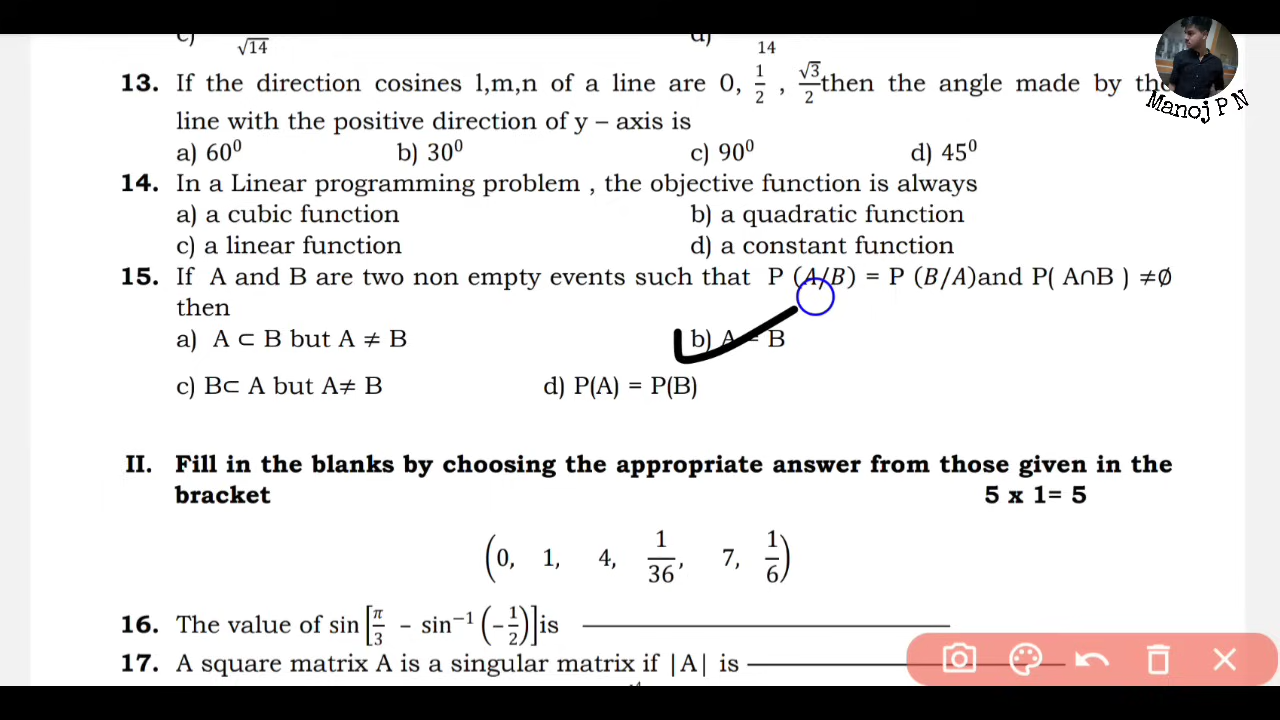 c) √14 d) 14
13. If the direction cosines l,m,n of a line are 0, 1/2 , √3/2 then the angle made by the
line with the positive direction of y – axis is
a) 60⁰ b) 30⁰ c) 90⁰ d) 45⁰
14. In a Linear programming problem , the objective function is always
a) a cubic function b) a quadratic function
c) a linear function d) a constant function
15. If A and B are two non empty events such that P (A/B) = P (B/A)and P( A∩B ) ≠∅
then
a) A ⊂ B but A ≠ B b) A = B
c) B⊂ A but A≠ B d) P(A) = P(B)
II. Fill in the blanks by choosing the appropriate answer from those given in the
bracket 5 x 1= 5
(0, 1, 4, 1/36, 7, 1/6)
16. The value of sin [π/3 – sin⁻¹ (−1/2)]is
17. A square matrix A is a singular matrix if |A| is
Manoj P N